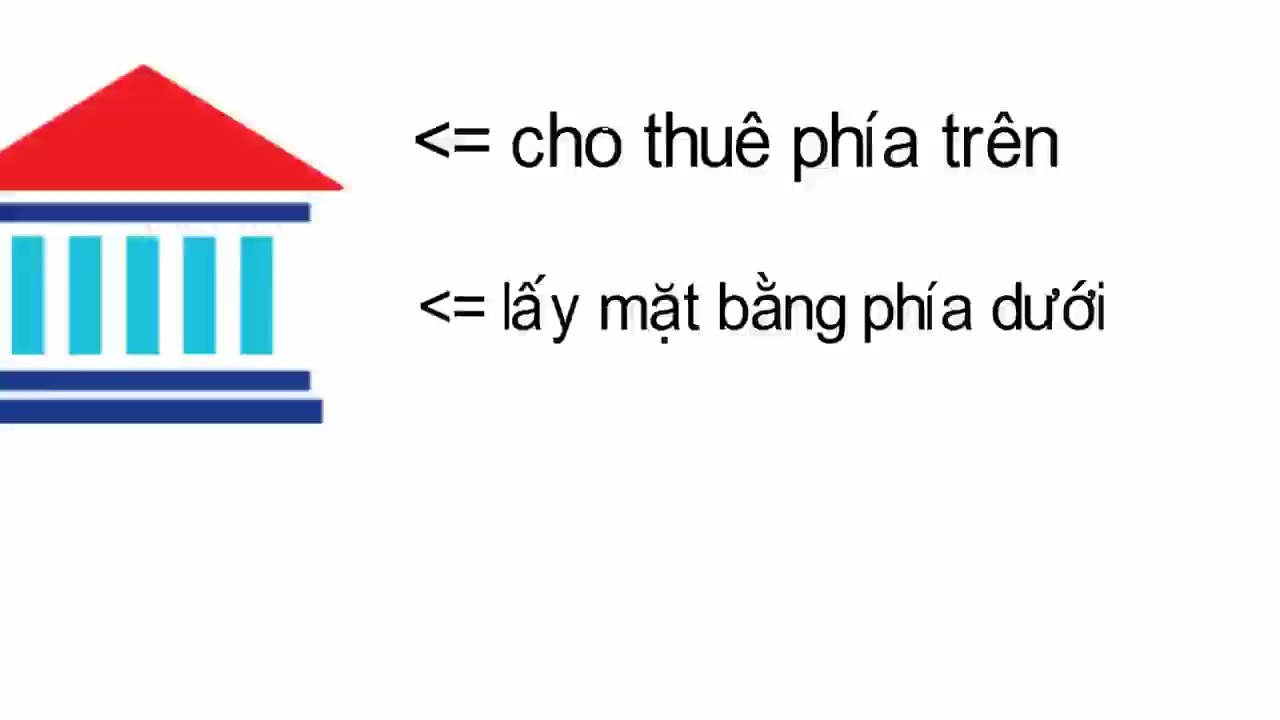 <= cho thuê phía trên
<= lấy mặt bằng phía dưới